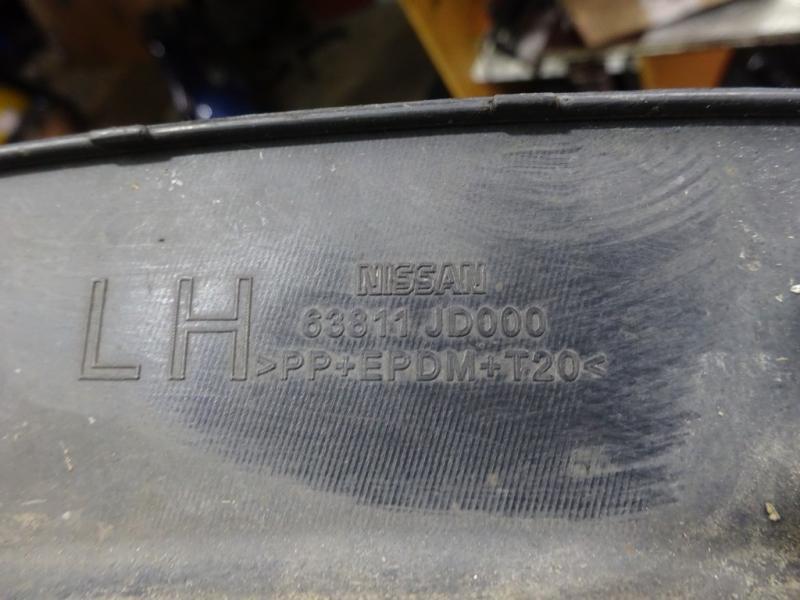 NISSAN
LH 63811 JD000
>PP+EPDM+T20<